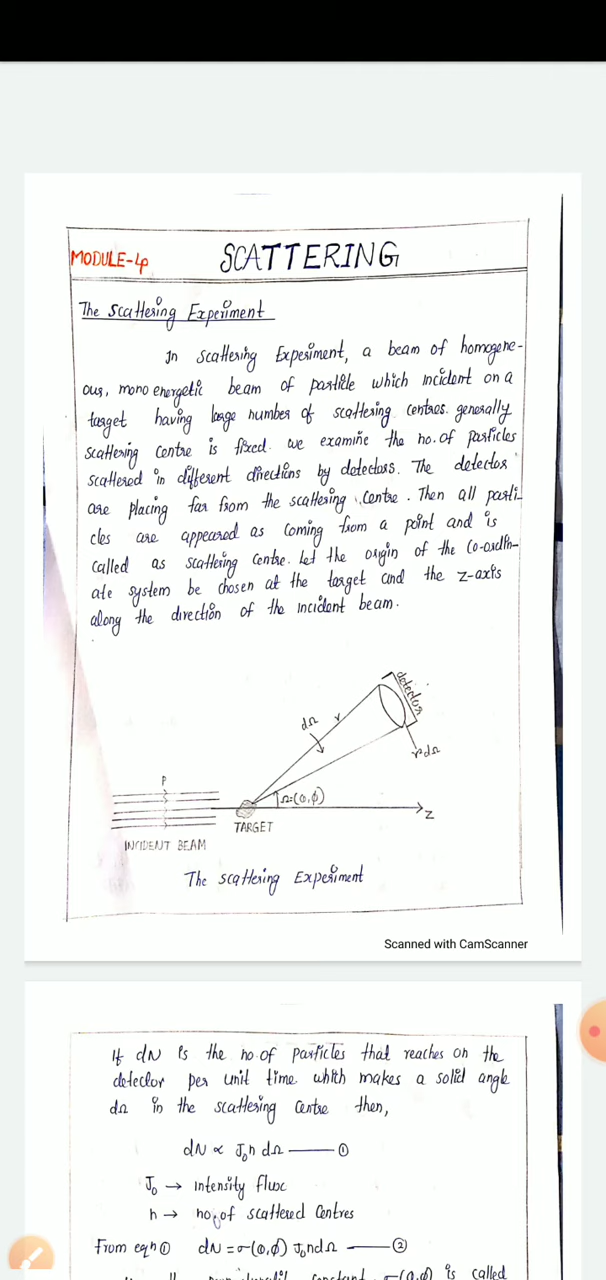 MODULE-4
SCATTERING
The Scattering Experiment
In Scattering Experiment, a beam of homogene-
ous, mono energetic beam of particle which incident on a
target having large number of scattering centres. generally
scattering centre is fixed. we examine the no. of particles
scattered in different directions by detectors. The detector
are placing far from the scattering centre. Then all parti-
cles are appeared as coming from a point and is
called as scattering centre. Let the origin of the co-ordin-
ate system be chosen at the target and the z-axis
along the direction of the incident beam.
detector
dΩ
r
r²dΩ
P
Ω=(θ,ϕ)
Z
TARGET
INCIDENT BEAM
The scattering Experiment
Scanned with CamScanner
If dN is the no of particles that reaches on the
detector per unit time which makes a solid angle
dΩ in the scattering centre then,
dN ∝ J₀n dΩ ——— ①
J₀ → intensity flux
n → no. of scattered centres
From eqn ① dN = σ(θ,ϕ) J₀ndΩ ——— ②
constant. σ(θ,ϕ) is called